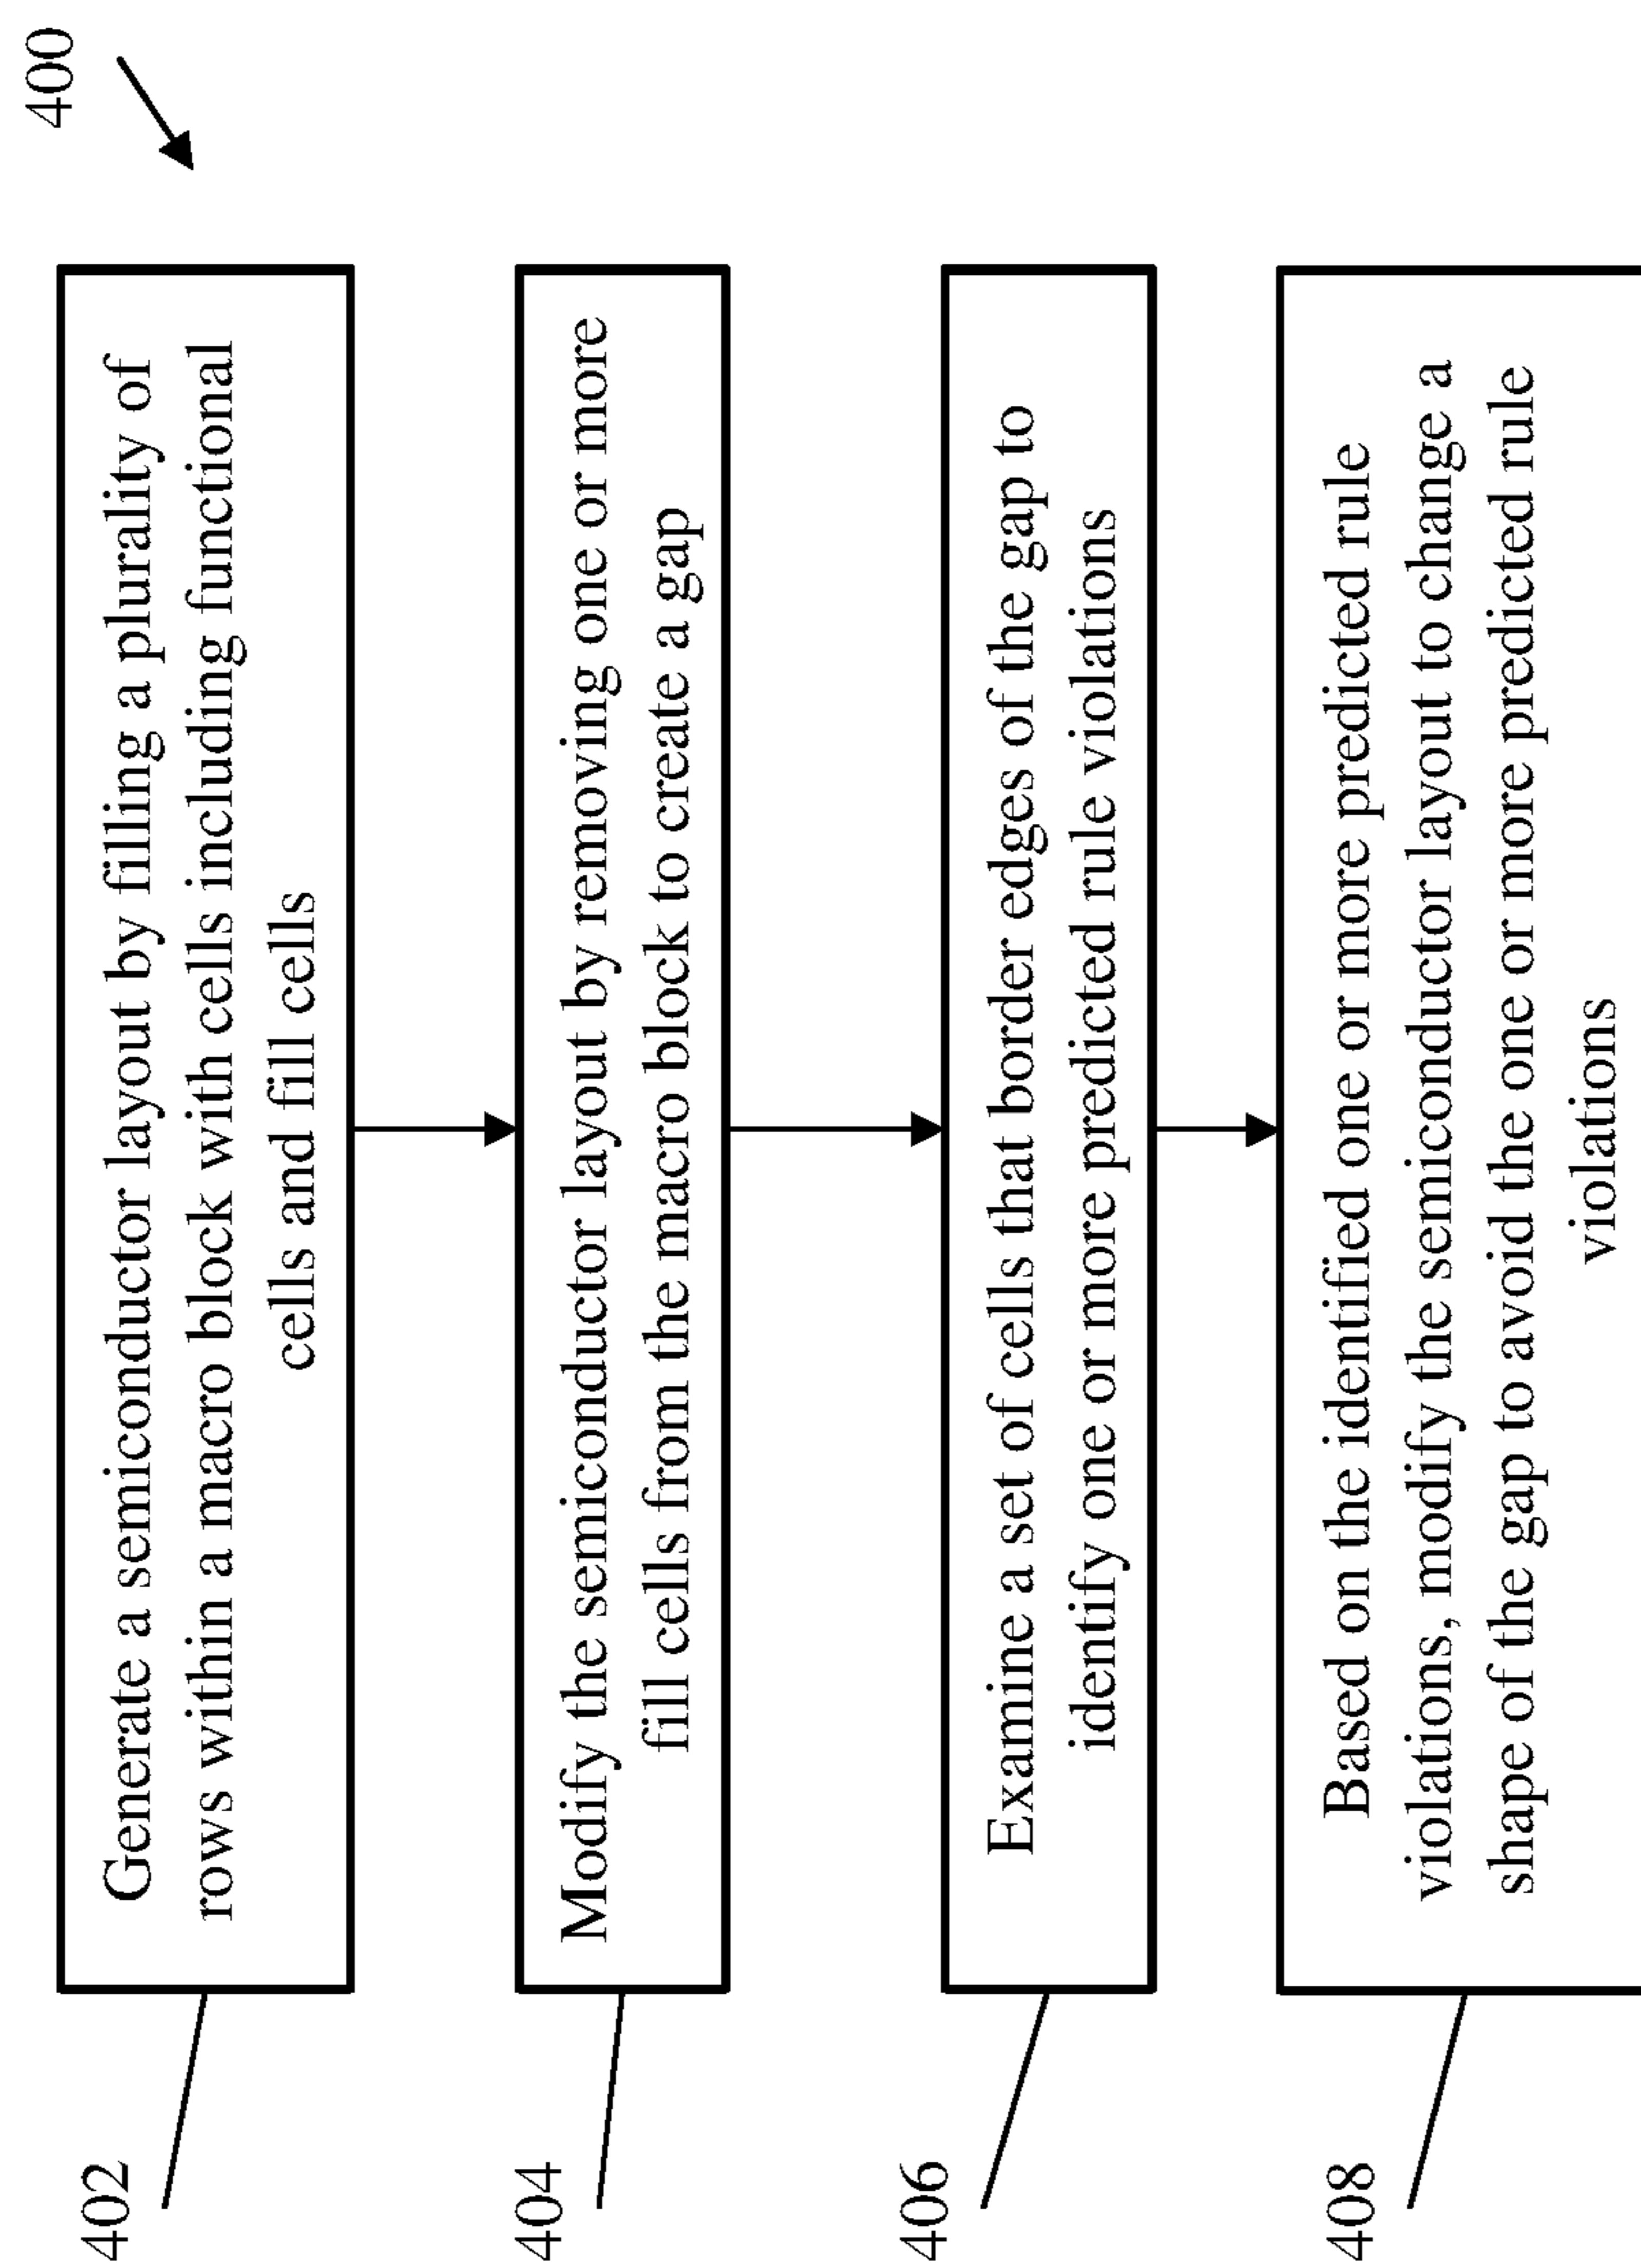 400
402
Generate a semiconductor layout by filling a plurality of
rows within a macro block with cells including functional
cells and fill cells
404
Modify the semiconductor layout by removing one or more
fill cells from the macro block to create a gap
406
Examine a set of cells that border edges of the gap to
identify one or more predicted rule violations
408
Based on the identified one or more predicted rule
violations, modify the semiconductor layout to change a
shape of the gap to avoid the one or more predicted rule
violations